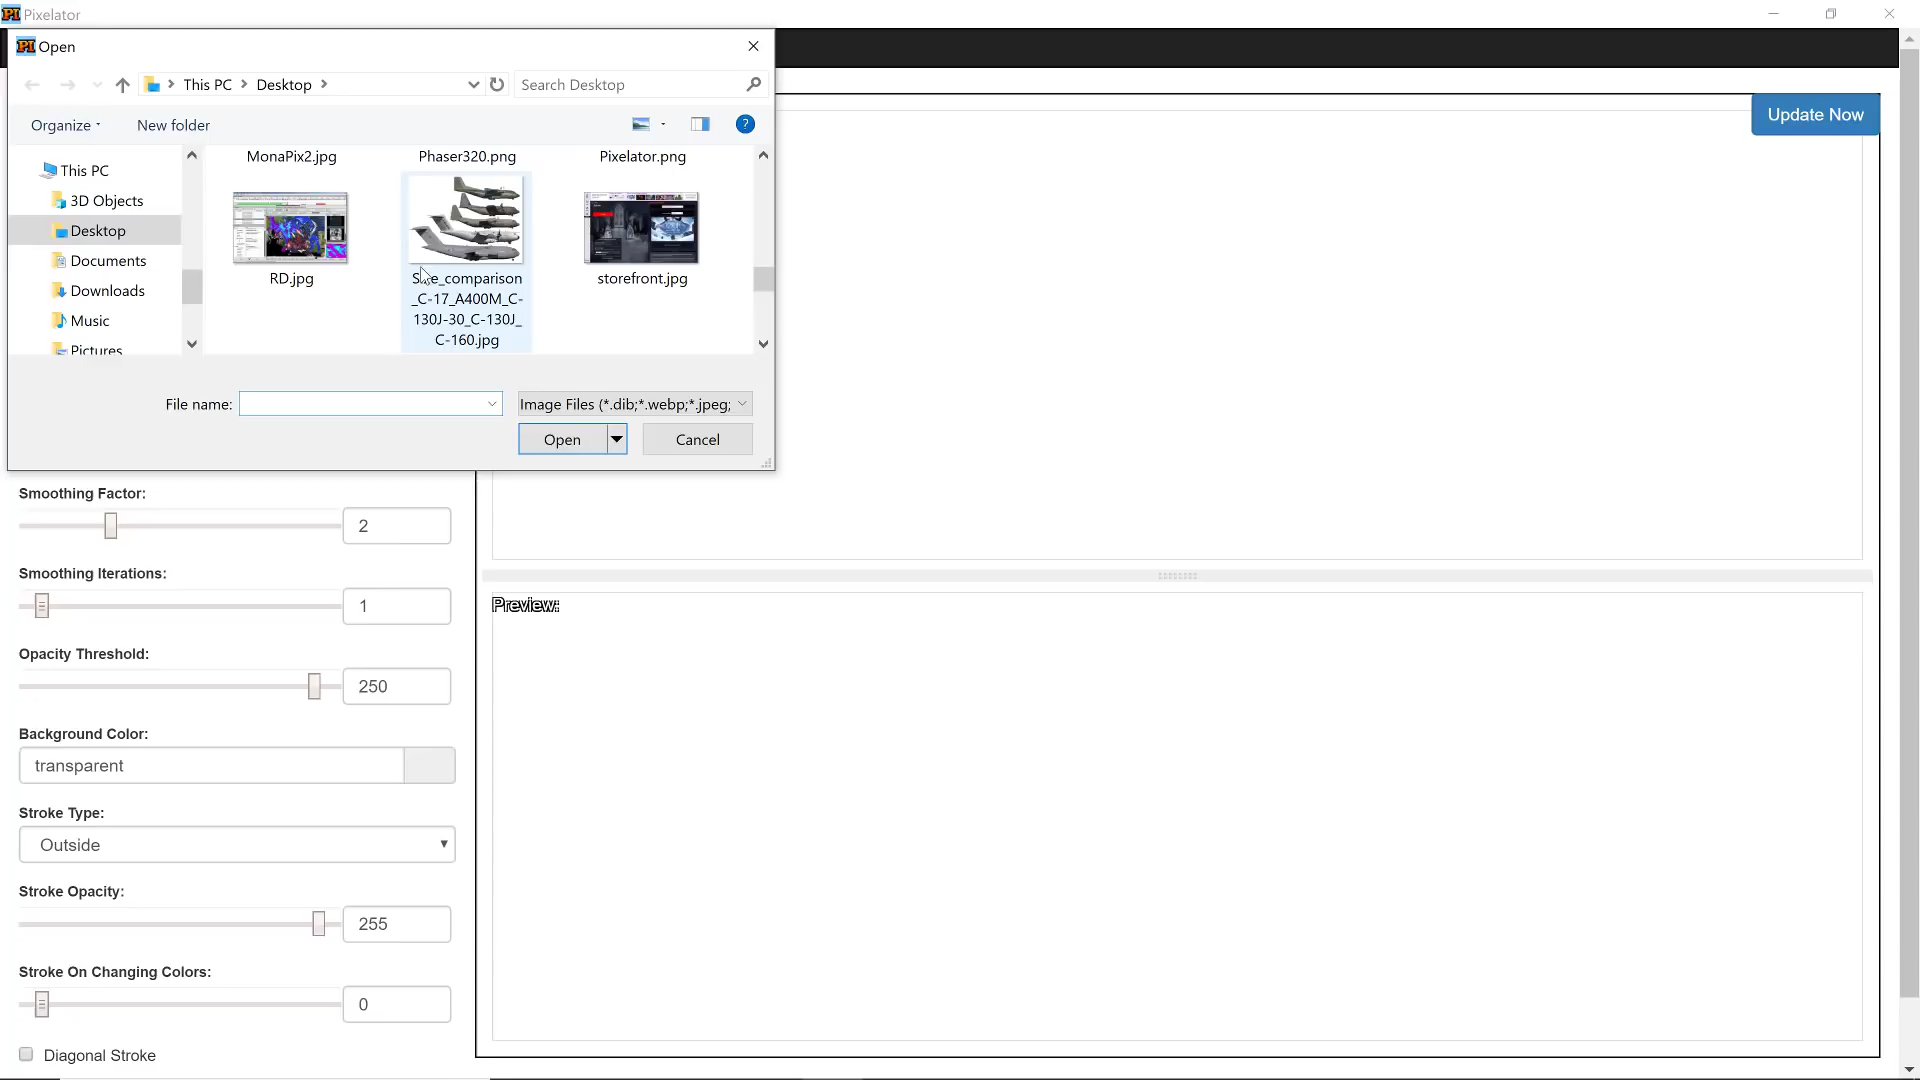 Pixelator
Open
This PC
Desktop
Search Desktop
Organize
New folder
This PC
3D Objects
Desktop
Documents
Downloads
Music
Pictures
MonaPix2.jpg
Phaser320.png
Pixelator.png
RD.jpg
Size_comparison
_C-17_A400M_C-
130J-30_C-130J_
C-160.jpg
storefront.jpg
File name:
Image Files (*.dib;*.webp;*.jpeg;
Open
Cancel
Update Now
Smoothing Factor:
2
Smoothing Iterations:
1
Opacity Threshold:
250
Background Color:
transparent
Stroke Type:
Outside
Stroke Opacity:
255
Stroke On Changing Colors:
0
Diagonal Stroke
Preview: